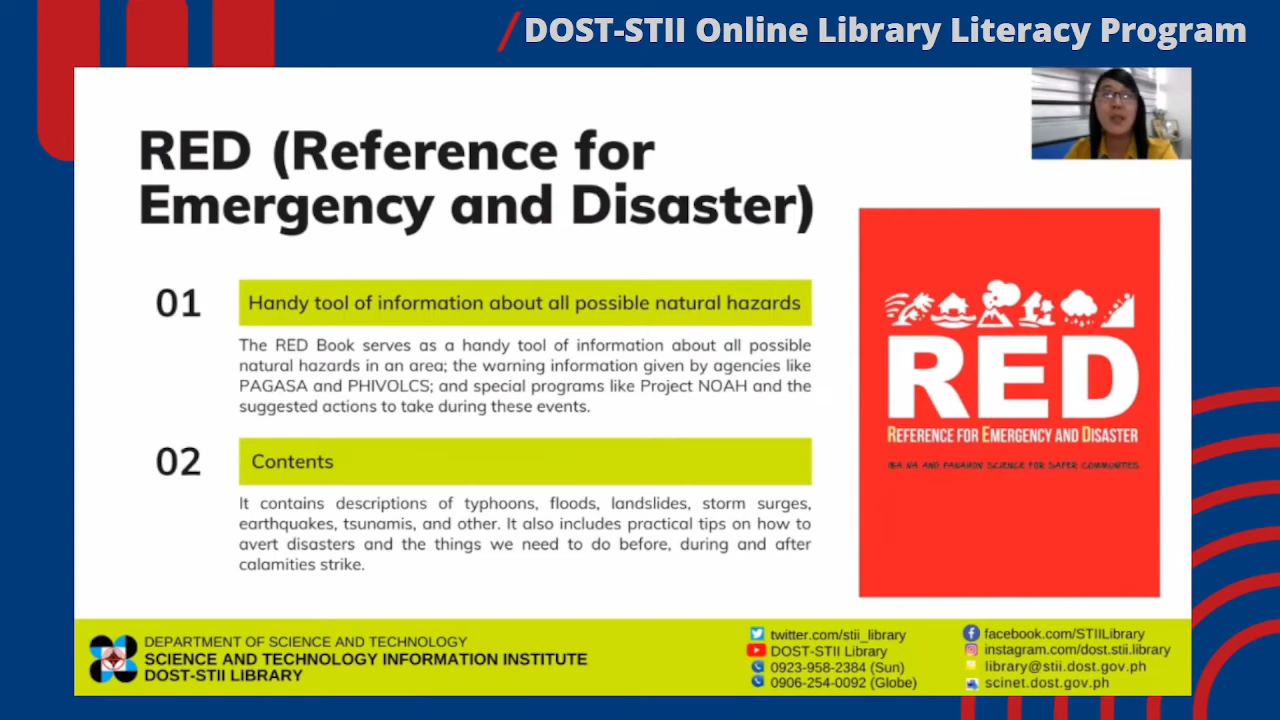 DOST-STII Online Library Literacy Program
RED (Reference for
Emergency and Disaster)
01
Handy tool of information about all possible natural hazards
The RED Book serves as a handy tool of information about all possible
natural hazards in an area; the warning information given by agencies like
PAGASA and PHIVOLCS; and special programs like Project NOAH and the
suggested actions to take during these events.
02
Contents
It contains descriptions of typhoons, floods, landslides, storm surges,
earthquakes, tsunamis, and other. It also includes practical tips on how to
avert disasters and the things we need to do before, during and after
calamities strike.
RED
REFERENCE FOR EMERGENCY AND DISASTER
IBA NA ANG PANAHON SCIENCE FOR SAFER COMMUNITIES
DEPARTMENT OF SCIENCE AND TECHNOLOGY
SCIENCE AND TECHNOLOGY INFORMATION INSTITUTE
DOST-STII LIBRARY
twitter.com/stii_library
DOST-STII Library
0923-958-2384 (Sun)
0906-254-0092 (Globe)
facebook.com/STIILibrary
instagram.com/dost.stii.library
library@stii.dost.gov.ph
scinet.dost.gov.ph